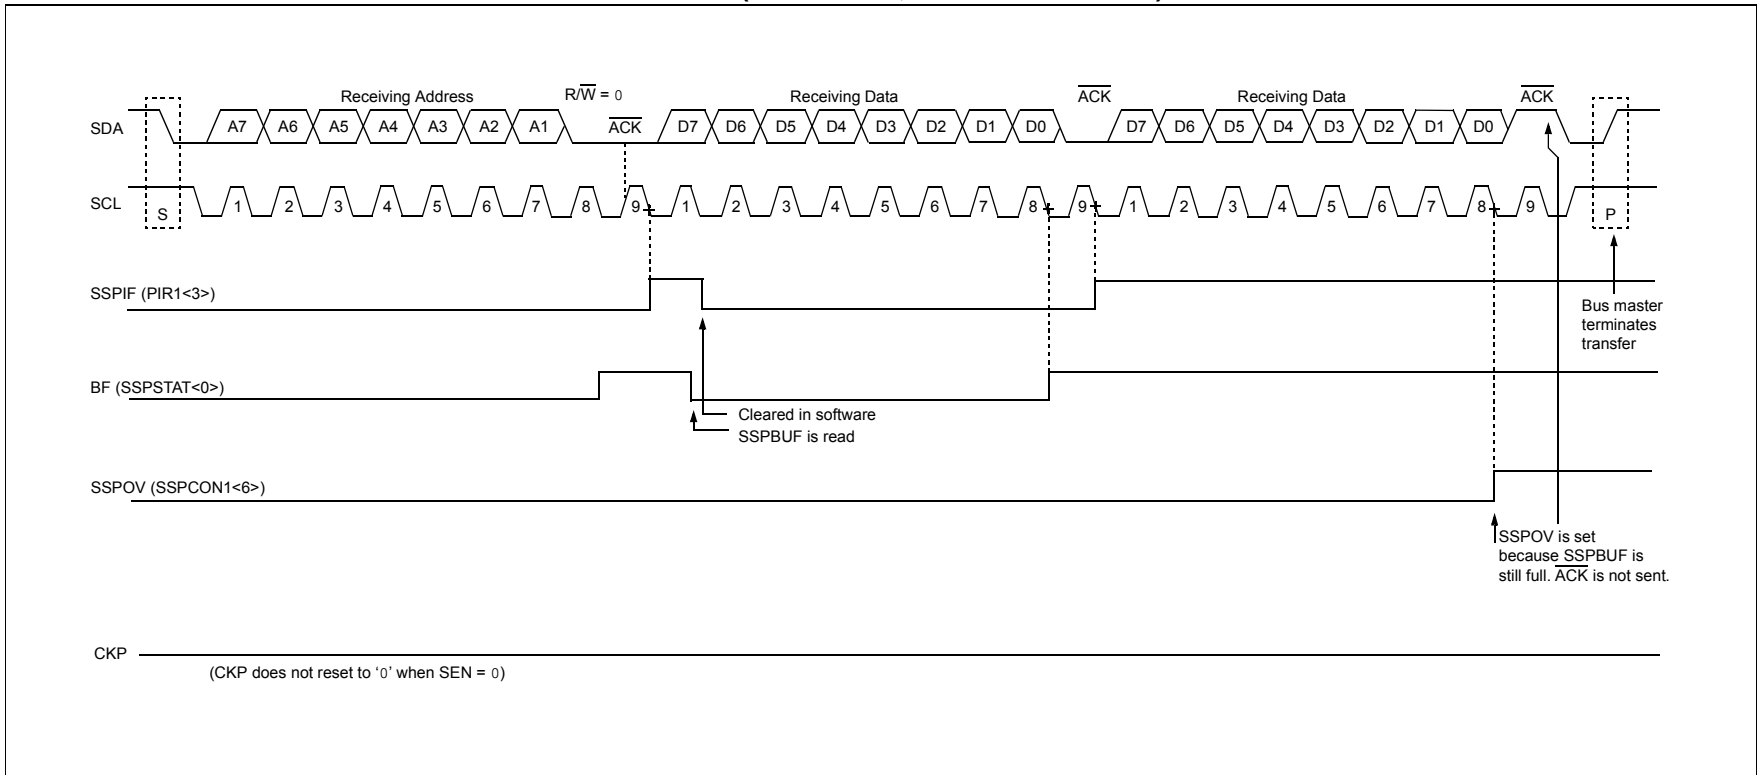 Receiving Address R/W = 0 Receiving Data ACK Receiving Data ACK
SDA A7 A6 A5 A4 A3 A2 A1 ACK D7 D6 D5 D4 D3 D2 D1 D0 D7 D6 D5 D4 D3 D2 D1 D0
SCL S 1 2 3 4 5 6 7 8 9 1 2 3 4 5 6 7 8 9 1 2 3 4 5 6 7 8 9 P
SSPIF (PIR1<3>)
Bus master
terminates
transfer
BF (SSPSTAT<0>)
Cleared in software
SSPBUF is read
SSPOV (SSPCON1<6>)
SSPOV is set
because SSPBUF is
still full. ACK is not sent.
CKP
(CKP does not reset to ‘0’ when SEN = 0)